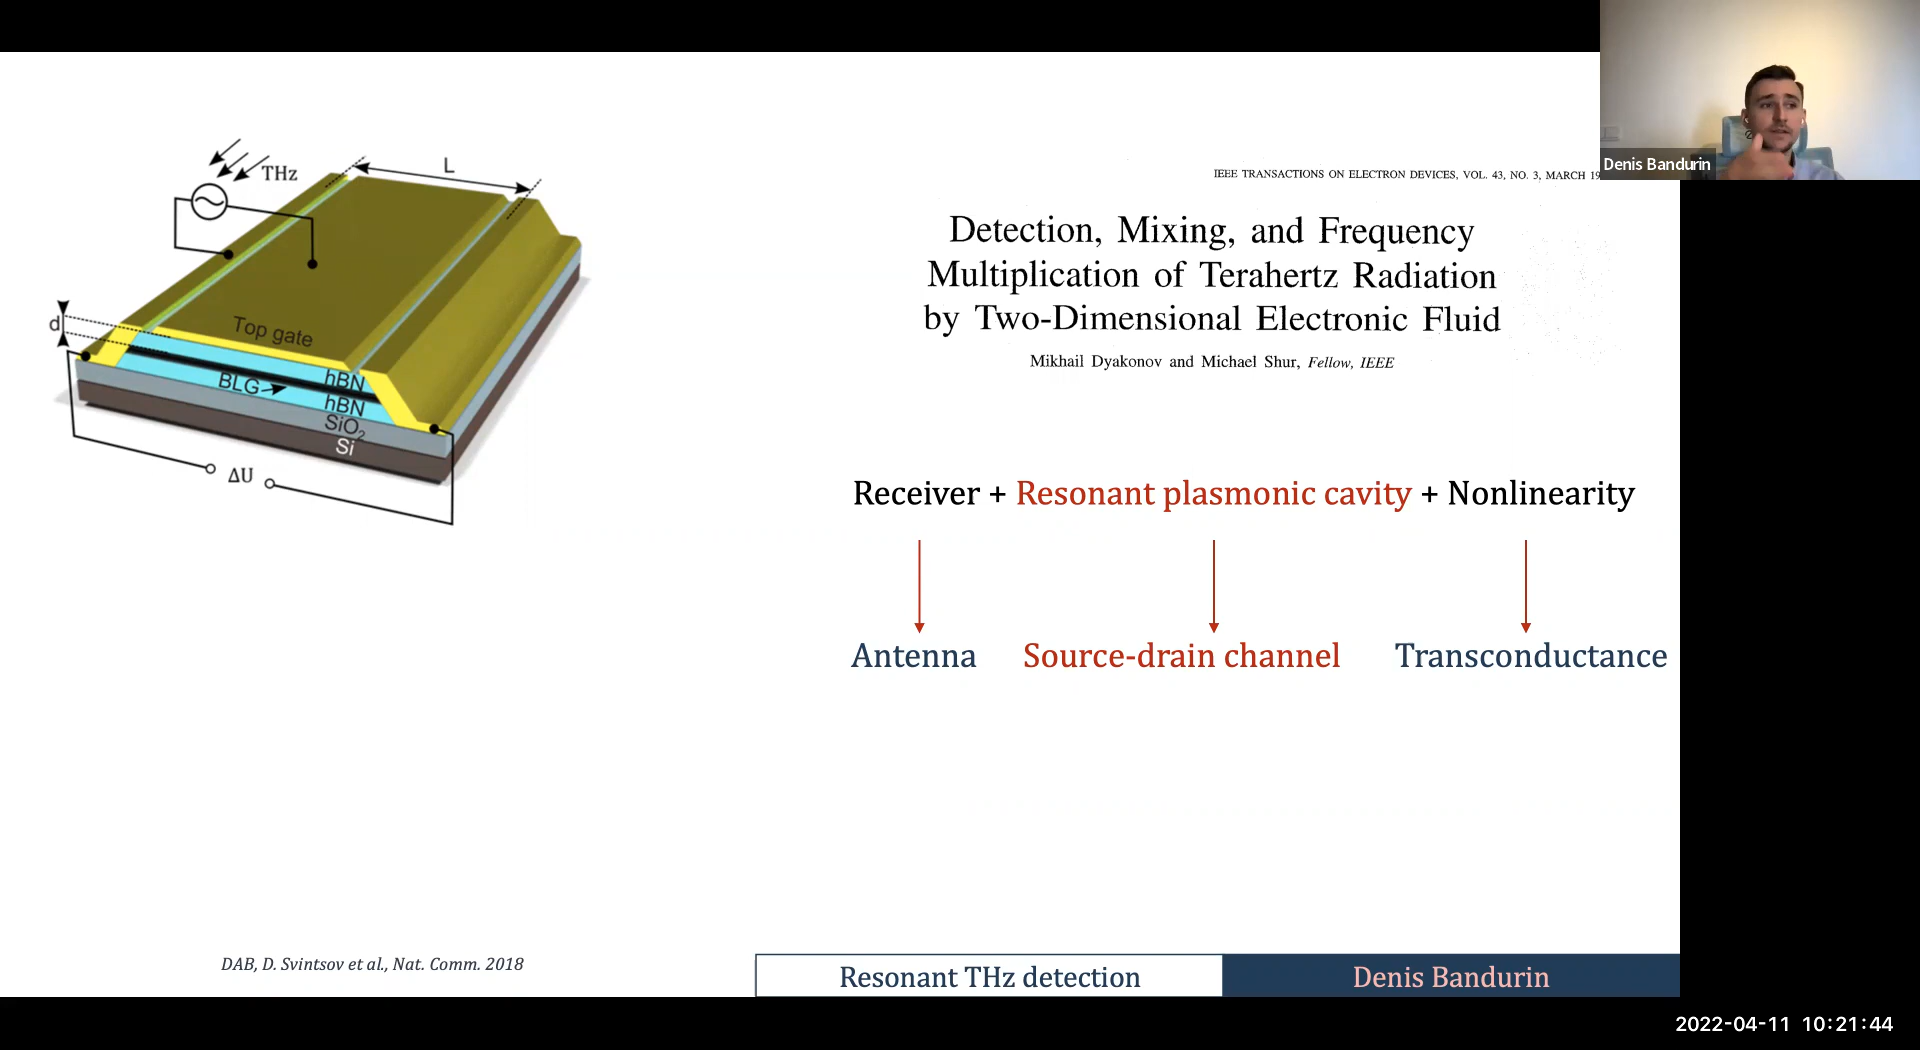 Denis Bandurin
THz
L
d
Top gate
hBN
BLG
hBN
SiO2
Si
ΔU
IEEE TRANSACTIONS ON ELECTRON DEVICES, VOL. 43, NO. 3, MARCH 19
Detection, Mixing, and Frequency
Multiplication of Terahertz Radiation
by Two-Dimensional Electronic Fluid
Mikhail Dyakonov and Michael Shur, Fellow, IEEE
Receiver + Resonant plasmonic cavity + Nonlinearity
Antenna Source-drain channel Transconductance
DAB, D. Svintsov et al., Nat. Comm. 2018
Resonant THz detection Denis Bandurin
2022-04-11 10:21:44